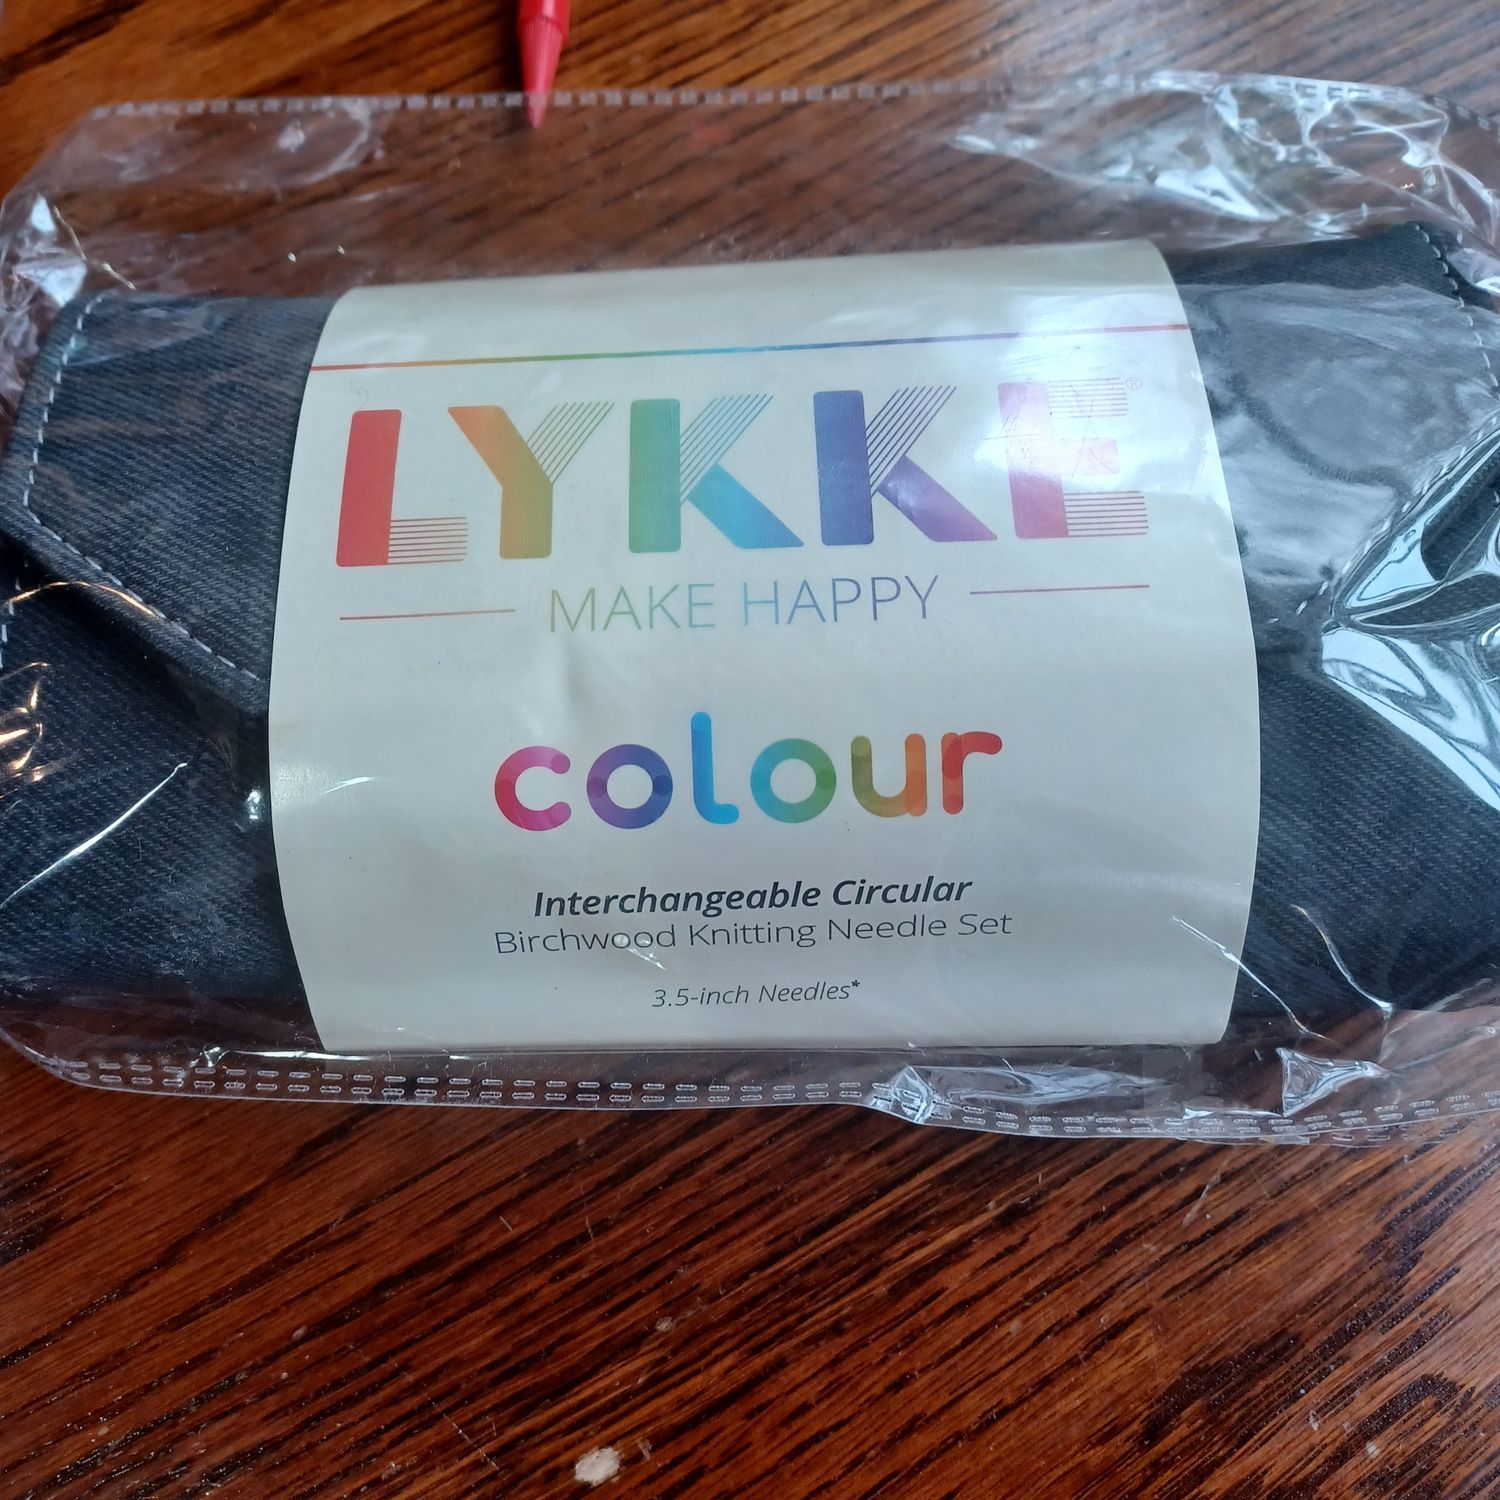 LYKKE®
MAKE HAPPY
colour
Interchangeable Circular
Birchwood Knitting Needle Set
3.5-inch Needles*